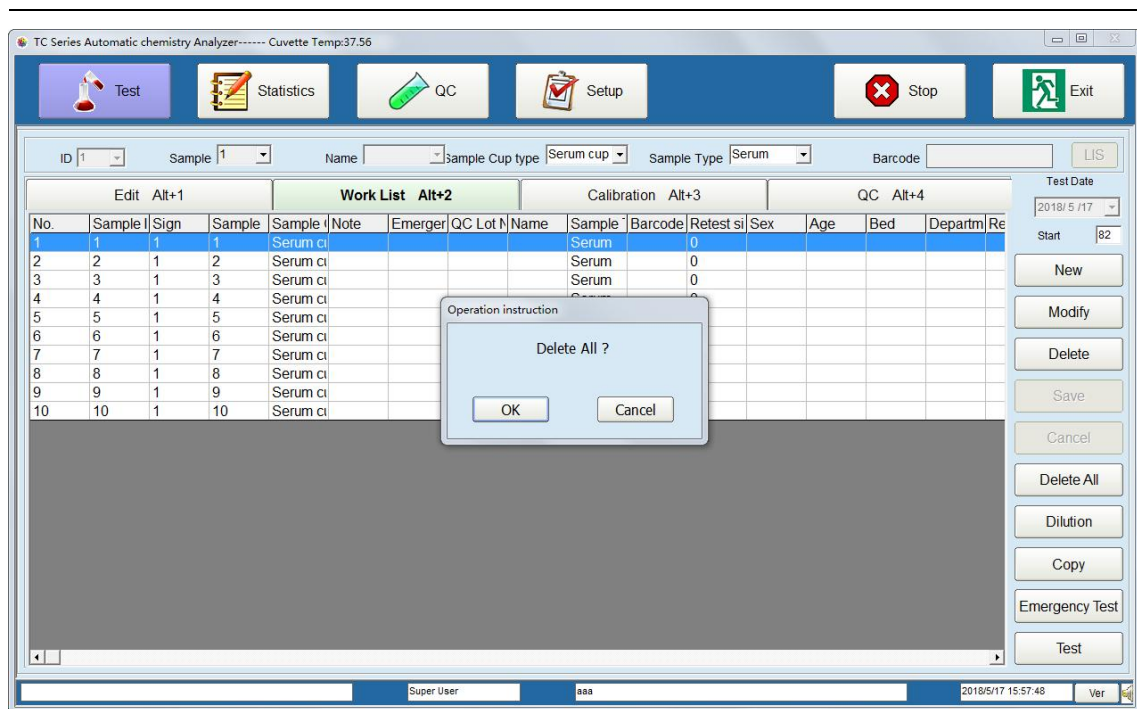 TC Series Automatic chemistry Analyzer------ Cuvette Temp:37.56
Test Statistics QC Setup Stop Exit
ID 1 Sample 1 Name Sample Cup type Serum cup Sample Type Serum Barcode LIS
Edit Alt+1 Work List Alt+2 Calibration Alt+3 QC Alt+4
Test Date
2018/ 5 /17
Start 82
No. Sample I Sign Sample Sample ( Note Emerger QC Lot N Name Sample Barcode Retest si Sex Age Bed Departm Re
1 1 1 1 Serum cu Serum 0
2 2 1 2 Serum cu Serum 0
3 3 1 3 Serum cu Serum 0
4 4 1 4 Serum cu
5 5 1 5 Serum cu
6 6 1 6 Serum cu
7 7 1 7 Serum cu
8 8 1 8 Serum cu
9 9 1 9 Serum cu
10 10 1 10 Serum cu
Operation instruction
Delete All ?
OK Cancel
New
Modify
Delete
Save
Cancel
Delete All
Dilution
Copy
Emergency Test
Test
Super User aaa 2018/5/17 15:57:48 Ver